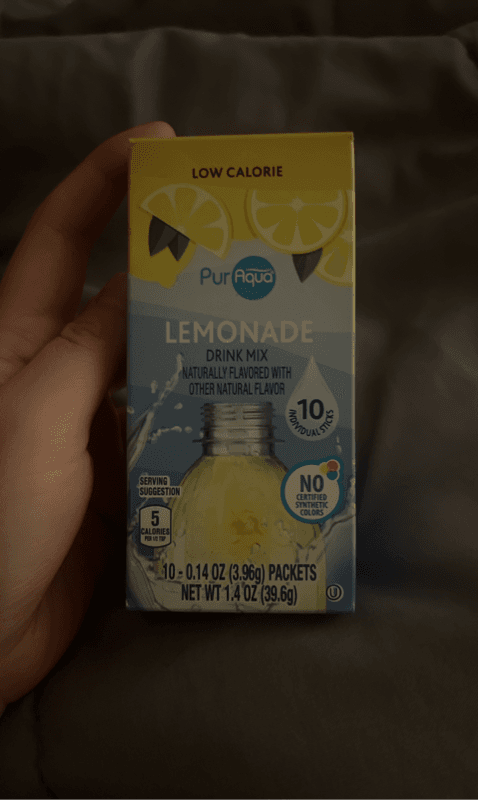 LOW CALORIE
PurAqua
LEMONADE
DRINK MIX
NATURALLY FLAVORED WITH
OTHER NATURAL FLAVOR
10
INDIVIDUAL STICKS
SERVING
SUGGESTION
NO
CERTIFIED
SYNTHETIC
COLORS
5
CALORIES
10 - 0.14 OZ (3.96g) PACKETS
NET WT 1.4 OZ (39.6g)
U